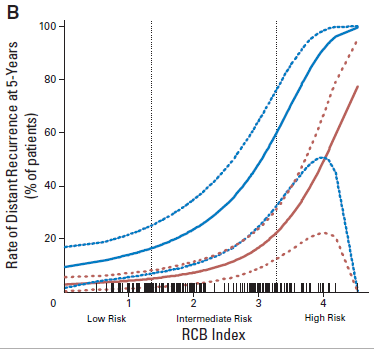 B
Rate of Distant Recurrence at 5-Years
(% of patients)
100
80
60
40
20
0 1 2 3 4
Low Risk Intermediate Risk High Risk
RCB Index